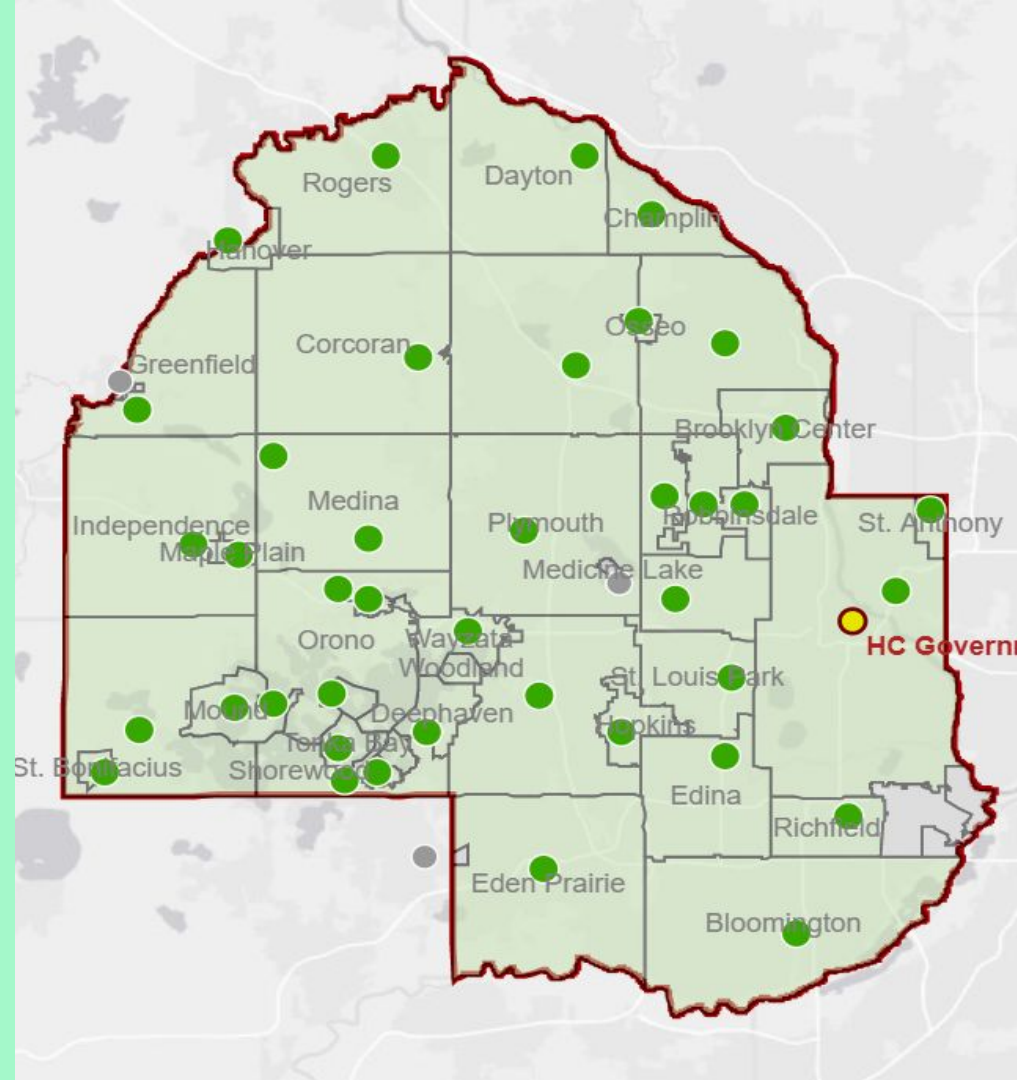 Rogers
Dayton
Champlin
Hanover
Osseo
Corcoran
Greenfield
Brooklyn Center
Medina
Independence
Plymouth
Robbinsdale
St. Anthony
Maple Plain
Medicine Lake
Orono
Wayzata
HC Governm
Woodland
St. Louis Park
Mound
Deephaven
Hopkins
Tonka Bay
St. Bonifacius
Shorewood
Edina
Richfield
Eden Prairie
Bloomington